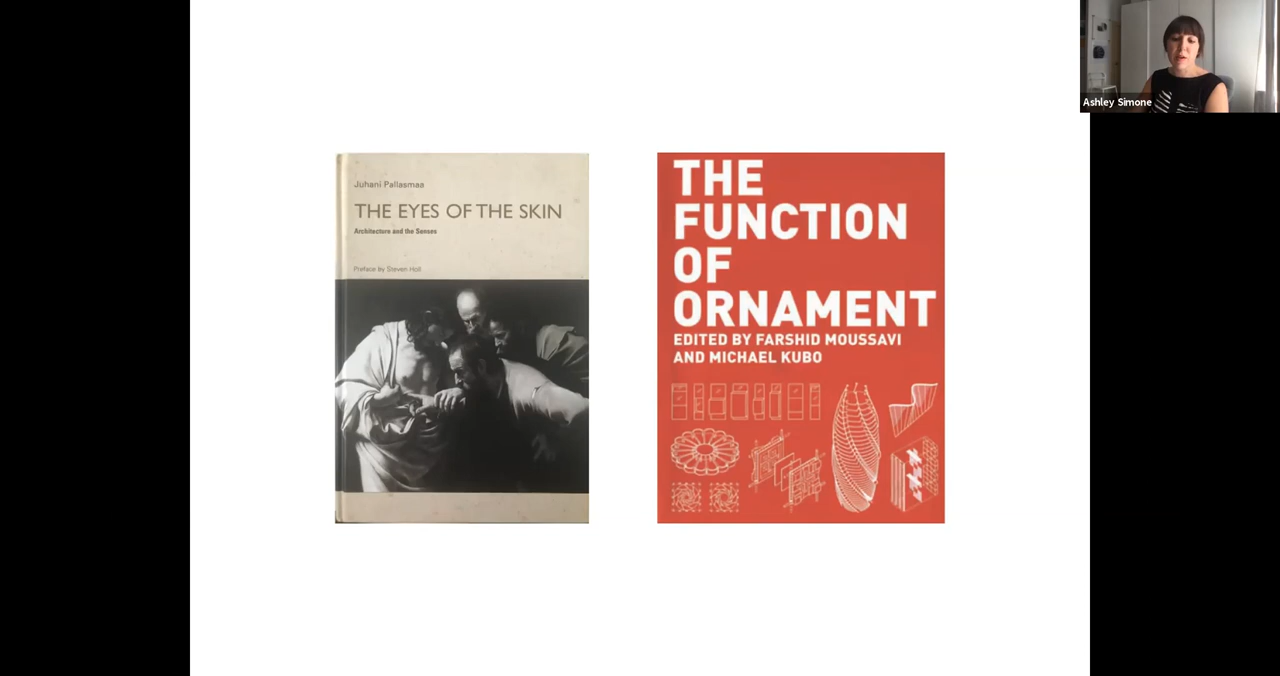 Juhani Pallasmaa
THE EYES OF THE SKIN
Architecture and the Senses
Preface by Steven Holl
THE
FUNCTION
OF
ORNAMENT
EDITED BY FARSHID MOUSSAVI
AND MICHAEL KUBO
Ashley Simone